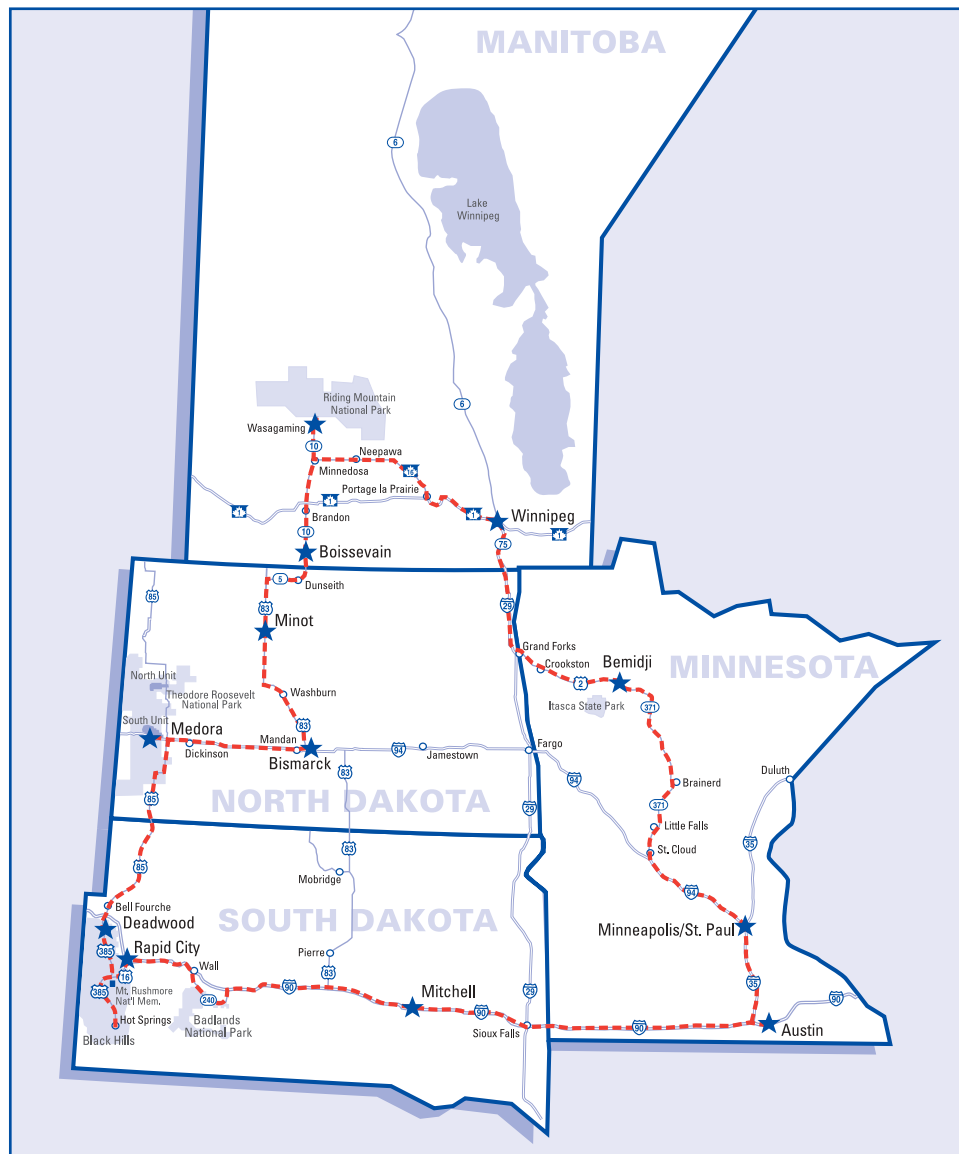 MANITOBA
6
Lake
Winnipeg
Riding Mountain
National Park
6
Wasagaming
10
Neepawa
Minnedosa
16
Portage la Prairie
1
1
Brandon
1
Winnipeg
1
10
75
Boissevain
5
Dunseith
85
83
29
Minot
Grand Forks
Crookston
Bemidji
MINNESOTA
2
North Unit
Theodore Roosevelt
National Park
Itasca State Park
371
South Unit
Washburn
Medora
83
Mandan
Dickinson
Bismarck
94
Jamestown
Fargo
83
94
Duluth
Brainerd
85
NORTH DAKOTA
371
29
Little Falls
35
83
St. Cloud
85
Mobridge
94
Bell Fourche
SOUTH DAKOTA
Deadwood
Minneapolis/St. Paul
385
Rapid City
Pierre
Wall
16
83
35
Mt. Rushmore
Nat'l Mem.
385
240
90
29
Mitchell
90
90
Hot Springs
Badlands
National Park
Sioux Falls
90
Austin
Black Hills